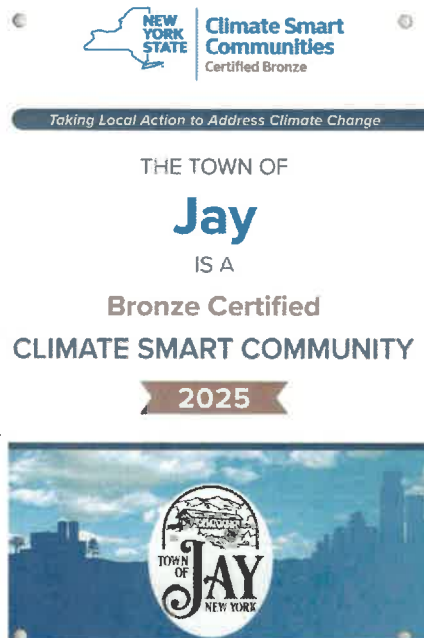 NEW
YORK
STATE
Climate Smart
Communities
Certified Bronze
Taking Local Action to Address Climate Change
THE TOWN OF
Jay
IS A
Bronze Certified
CLIMATE SMART COMMUNITY
2025
TOWN
OF
JAY
NEW YORK